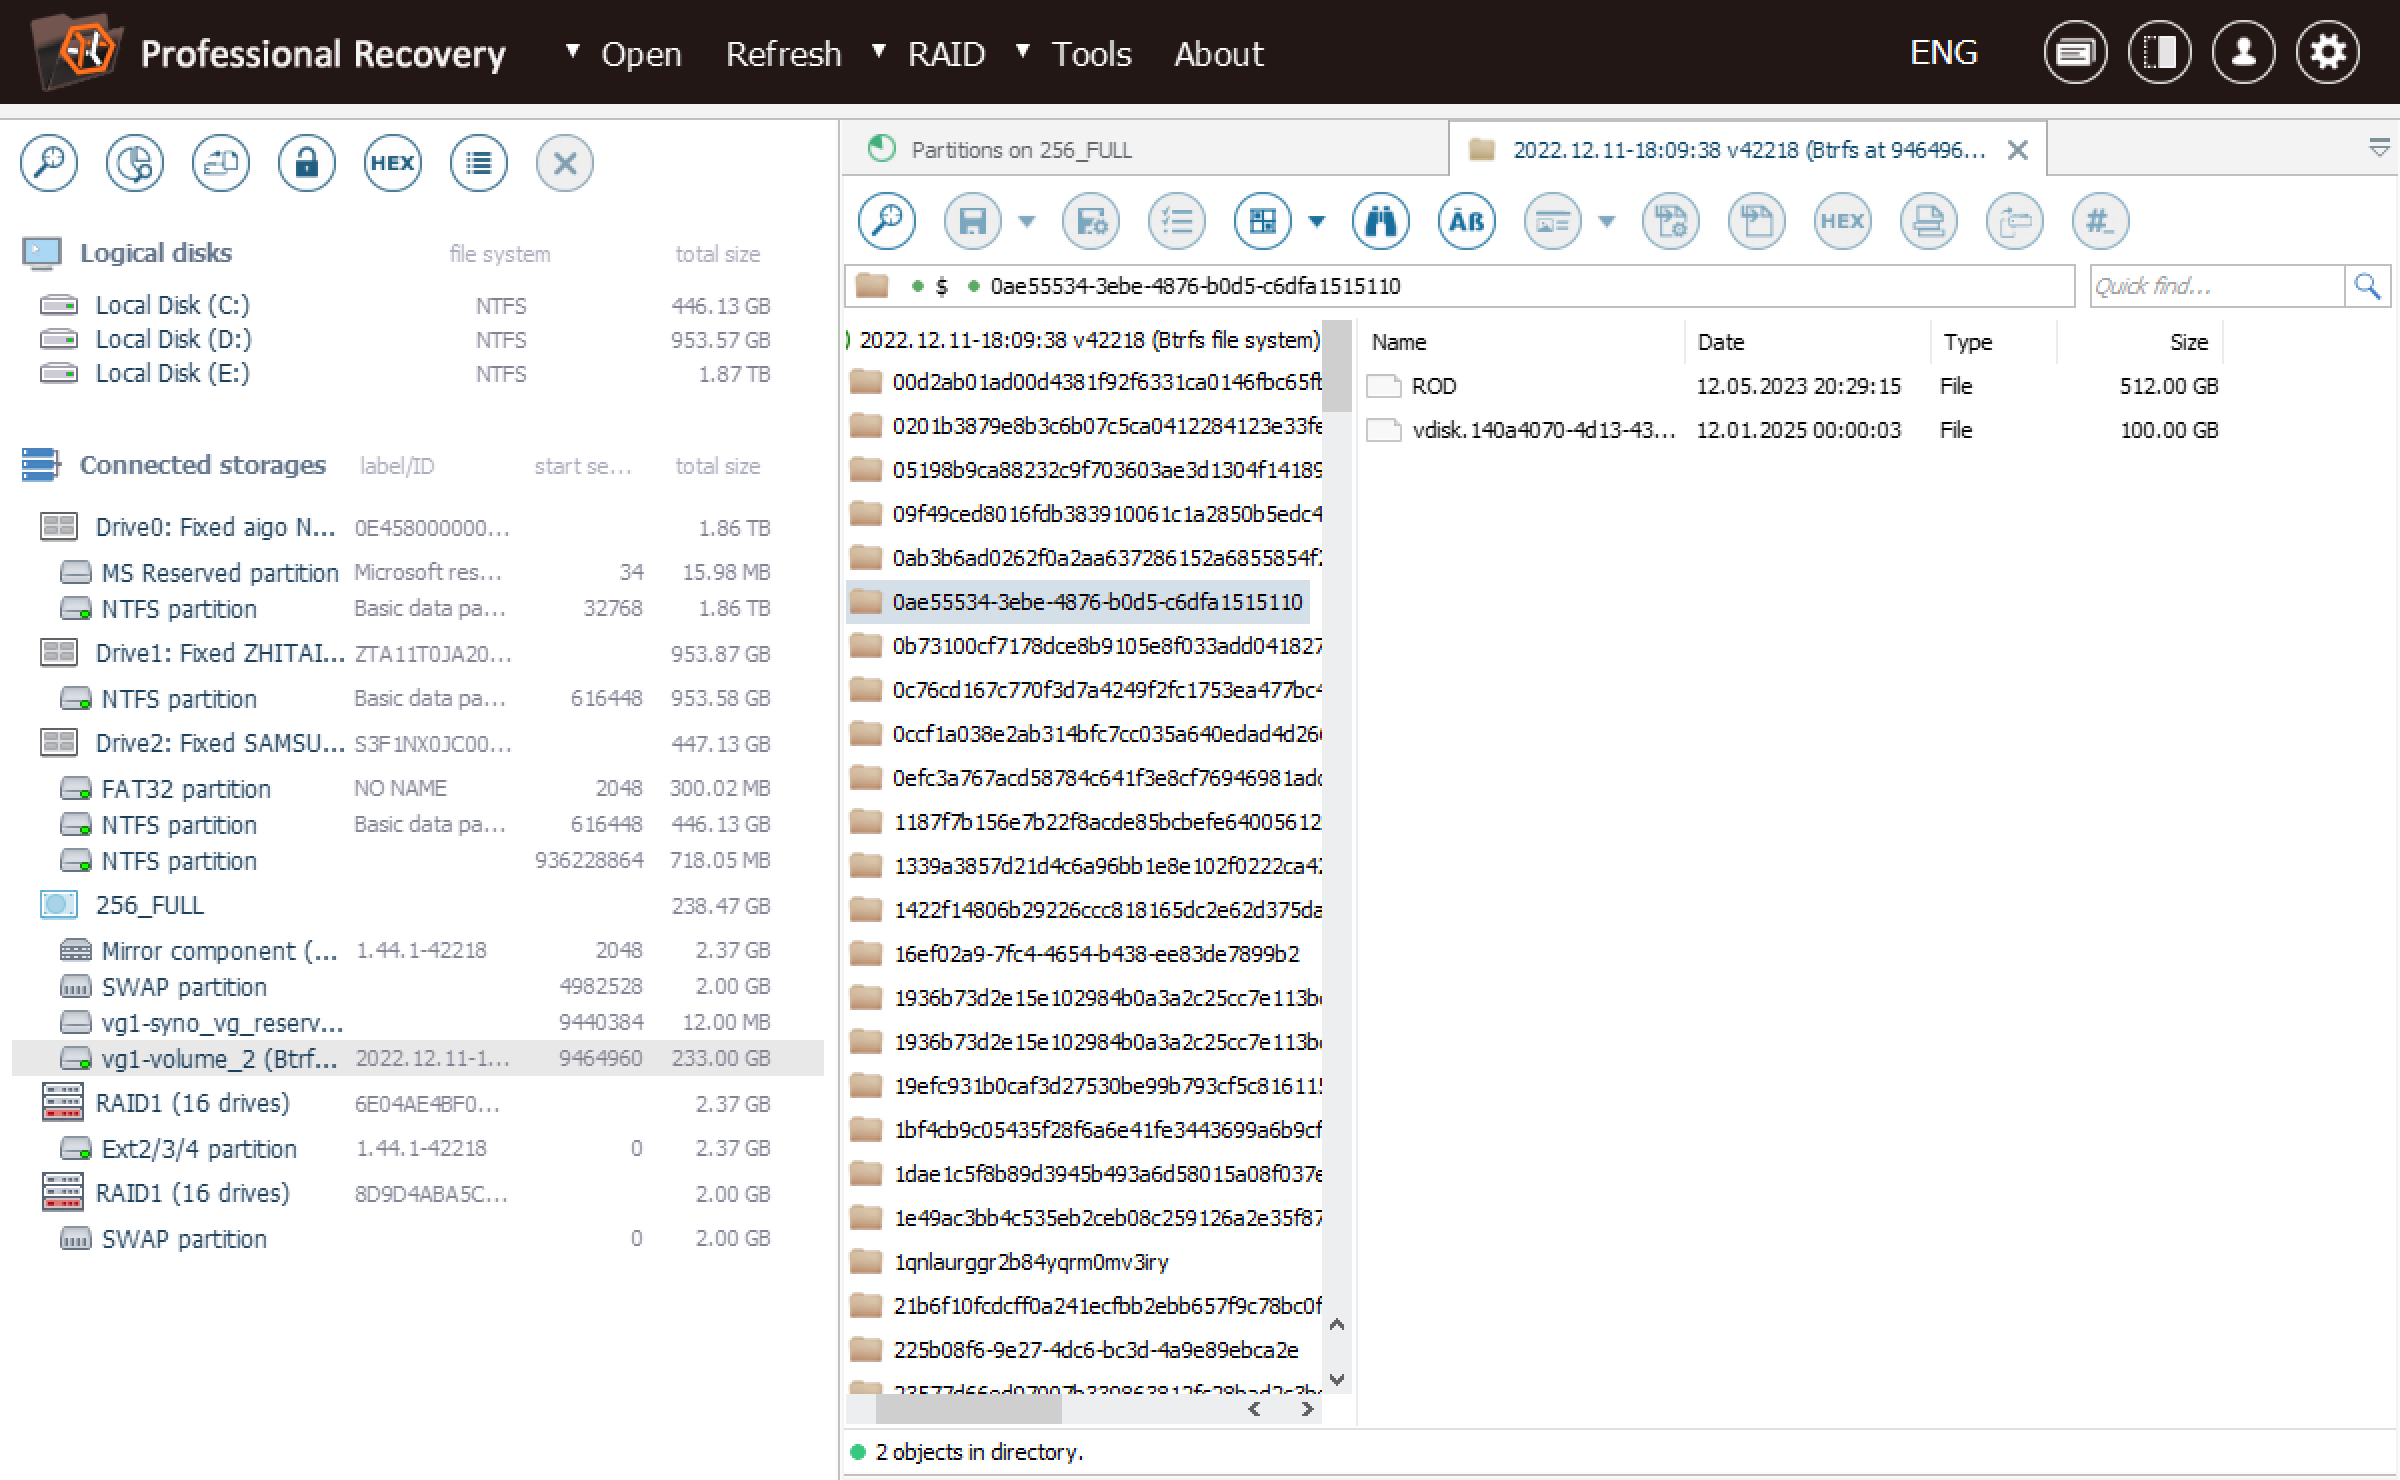 Professional Recovery
Open
Refresh
RAID
Tools
About
ENG
HEX
Logical disks file system total size
Local Disk (C:) NTFS 446.13 GB
Local Disk (D:) NTFS 953.57 GB
Local Disk (E:) NTFS 1.87 TB
Connected storages label/ID start se... total size
Drive0: Fixed aigo N... 0E458000000... 1.86 TB
MS Reserved partition Microsoft res... 34 15.98 MB
NTFS partition Basic data pa... 32768 1.86 TB
Drive1: Fixed ZHITAI... ZTA11T0JA20... 953.87 GB
NTFS partition Basic data pa... 616448 953.58 GB
Drive2: Fixed SAMSU... S3F1NX0JC00... 447.13 GB
FAT32 partition NO NAME 2048 300.02 MB
NTFS partition Basic data pa... 616448 446.13 GB
NTFS partition 936228864 718.05 MB
256_FULL 238.47 GB
Mirror component (... 1.44.1-42218 2048 2.37 GB
SWAP partition 4982528 2.00 GB
vg1-syno_vg_reserv... 9440384 12.00 MB
vg1-volume_2 (Btrf... 2022.12.11-1... 9464960 233.00 GB
RAID1 (16 drives) 6E04AE4BF0... 2.37 GB
Ext2/3/4 partition 1.44.1-42218 0 2.37 GB
RAID1 (16 drives) 8D9D4ABA5C... 2.00 GB
SWAP partition 0 2.00 GB
Partitions on 256_FULL
2022.12.11-18:09:38 v42218 (Btrfs at 946496...
Āß
HEX
#_
$ 0ae55534-3ebe-4876-b0d5-c6dfa1515110
Quick find...
2022.12.11-18:09:38 v42218 (Btrfs file system)
00d2ab01ad00d4381f92f6331ca0146fbc65fb
0201b3879e8b3c6b07c5ca0412284123e33fe
05198b9ca88232c9f703603ae3d1304f14189
09f49ced8016fdb383910061c1a2850b5edc4
0ab3b6ad0262f0a2aa637286152a6855854f2
0ae55534-3ebe-4876-b0d5-c6dfa1515110
0b73100cf7178dce8b9105e8f033add041827
0c76cd167c770f3d7a4249f2fc1753ea477bc4
0ccf1a038e2ab314bfc7cc035a640edad4d26
0efc3a767acd58784c641f3e8cf76946981add
1187f7b156e7b22f8acde85bcbefe64005612
1339a3857d21d4c6a96bb1e8e102f0222ca42
1422f14806b29226ccc818165dc2e62d375da
16ef02a9-7fc4-4654-b438-ee83de7899b2
1936b73d2e15e102984b0a3a2c25cc7e113b
1936b73d2e15e102984b0a3a2c25cc7e113b
19efc931b0caf3d27530be99b793cf5c816115
1bf4cb9c05435f28f6a6e41fe3443699a6b9cf
1dae1c5f8b89d3945b493a6d58015a08f037e
1e49ac3bb4c535eb2ceb08c259126a2e35f87
1qnlaurggr2b84yqrm0mv3iry
21b6f10fcdcff0a241ecfbb2ebb657f9c78bc0f
225b08f6-9e27-4dc6-bc3d-4a9e89ebca2e
Name Date Type Size
ROD 12.05.2023 20:29:15 File 512.00 GB
vdisk.140a4070-4d13-43... 12.01.2025 00:00:03 File 100.00 GB
2 objects in directory.